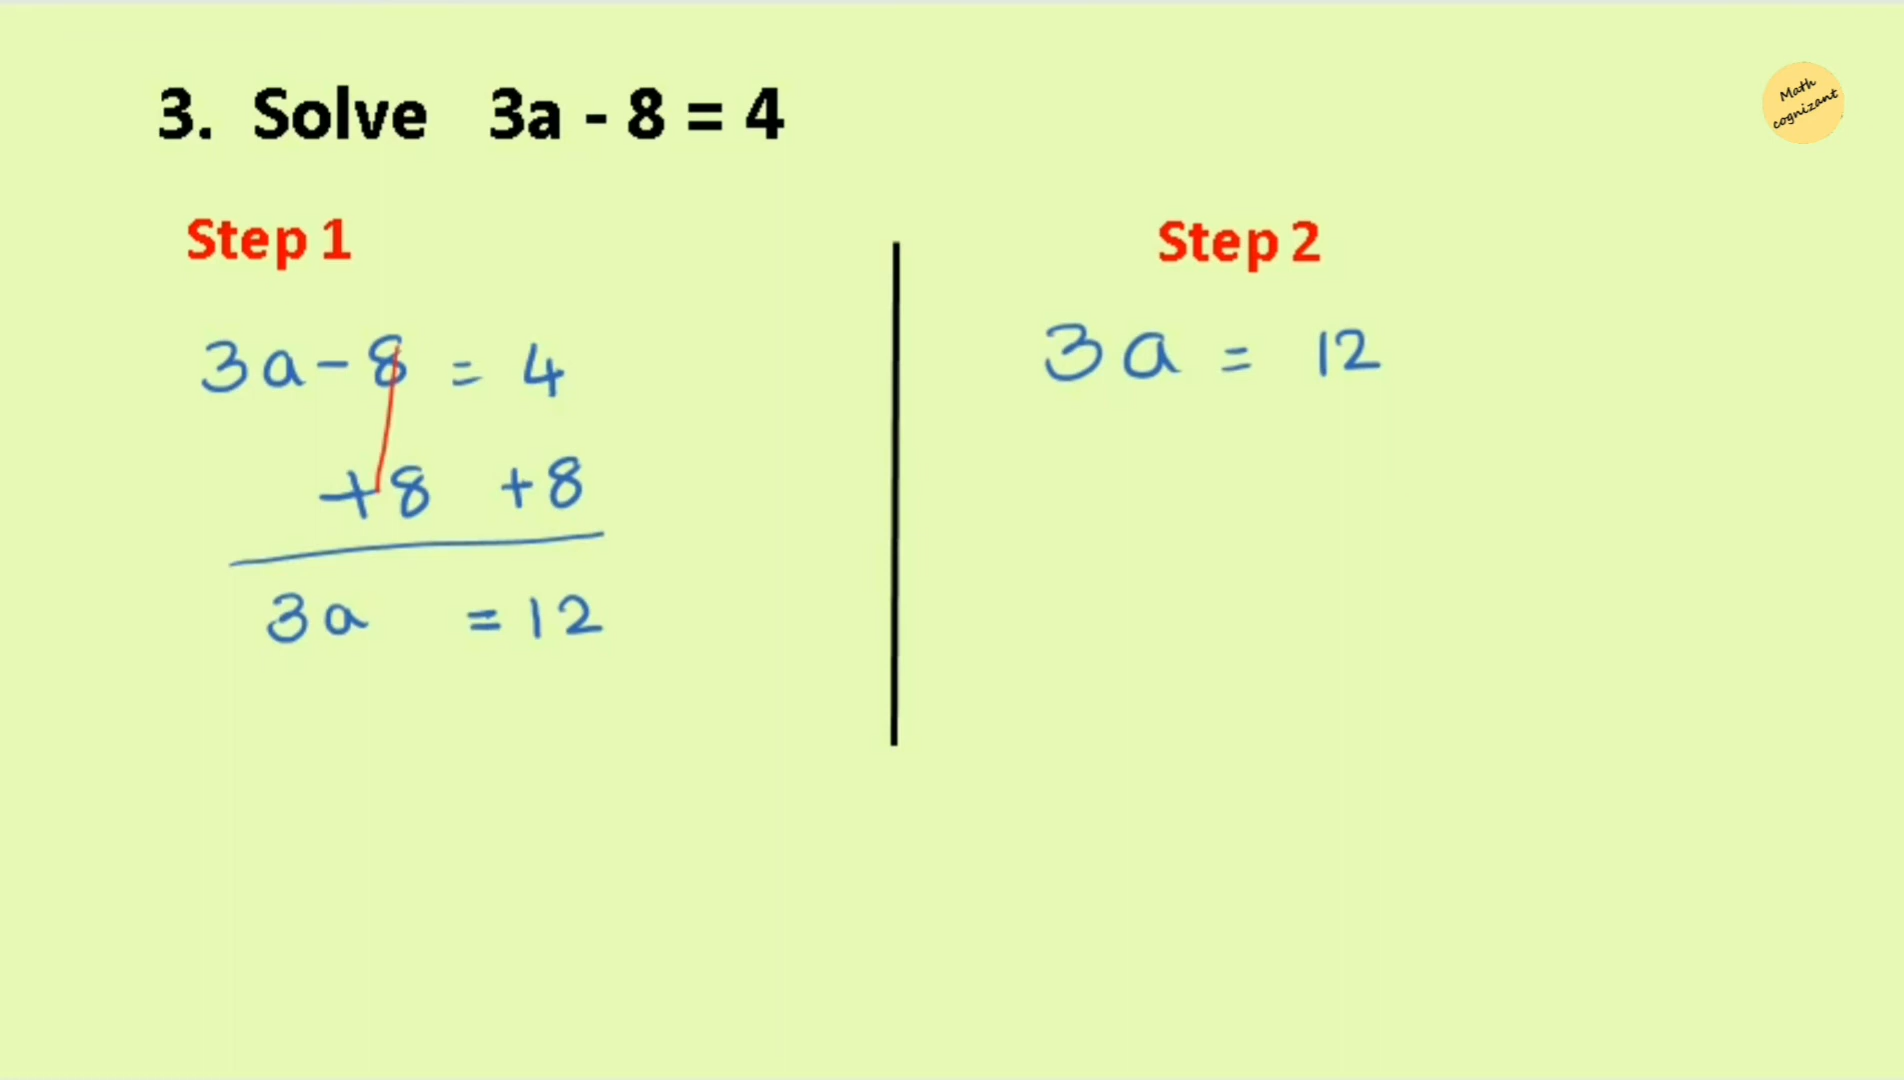 3. Solve 3a - 8 = 4
Math
cognizant
Step 1
3a - 8 = 4
+8 +8
3a = 12
Step 2
3a = 12